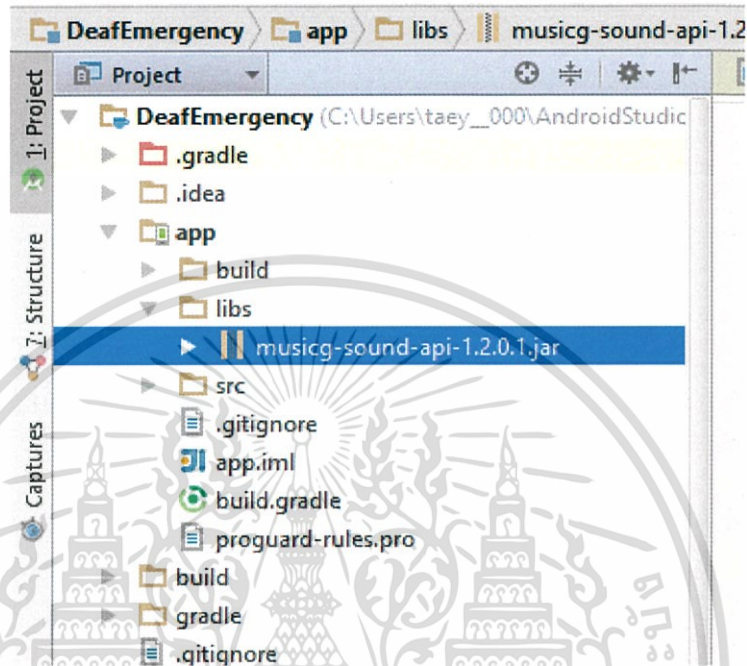 DeafEmergency app libs musicg-sound-api-1.2
Project
DeafEmergency (C:\Users\taey__000\AndroidStudic
.gradle
.idea
app
build
libs
musicg-sound-api-1.2.0.1.jar
src
.gitignore
app.iml
build.gradle
proguard-rules.pro
build
gradle
.gitignore
1: Project
7: Structure
Captures